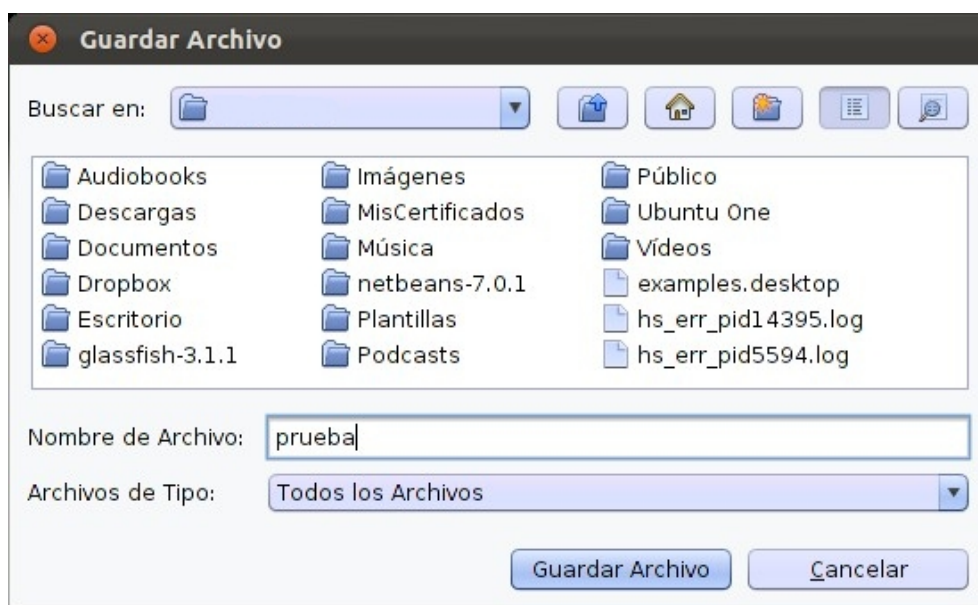 Guardar Archivo
Buscar en:
Audiobooks Imágenes Público
Descargas MisCertificados Ubuntu One
Documentos Música Vídeos
Dropbox netbeans-7.0.1 examples.desktop
Escritorio Plantillas hs_err_pid14395.log
glassfish-3.1.1 Podcasts hs_err_pid5594.log
Nombre de Archivo: prueba
Archivos de Tipo: Todos los Archivos
Guardar Archivo Cancelar